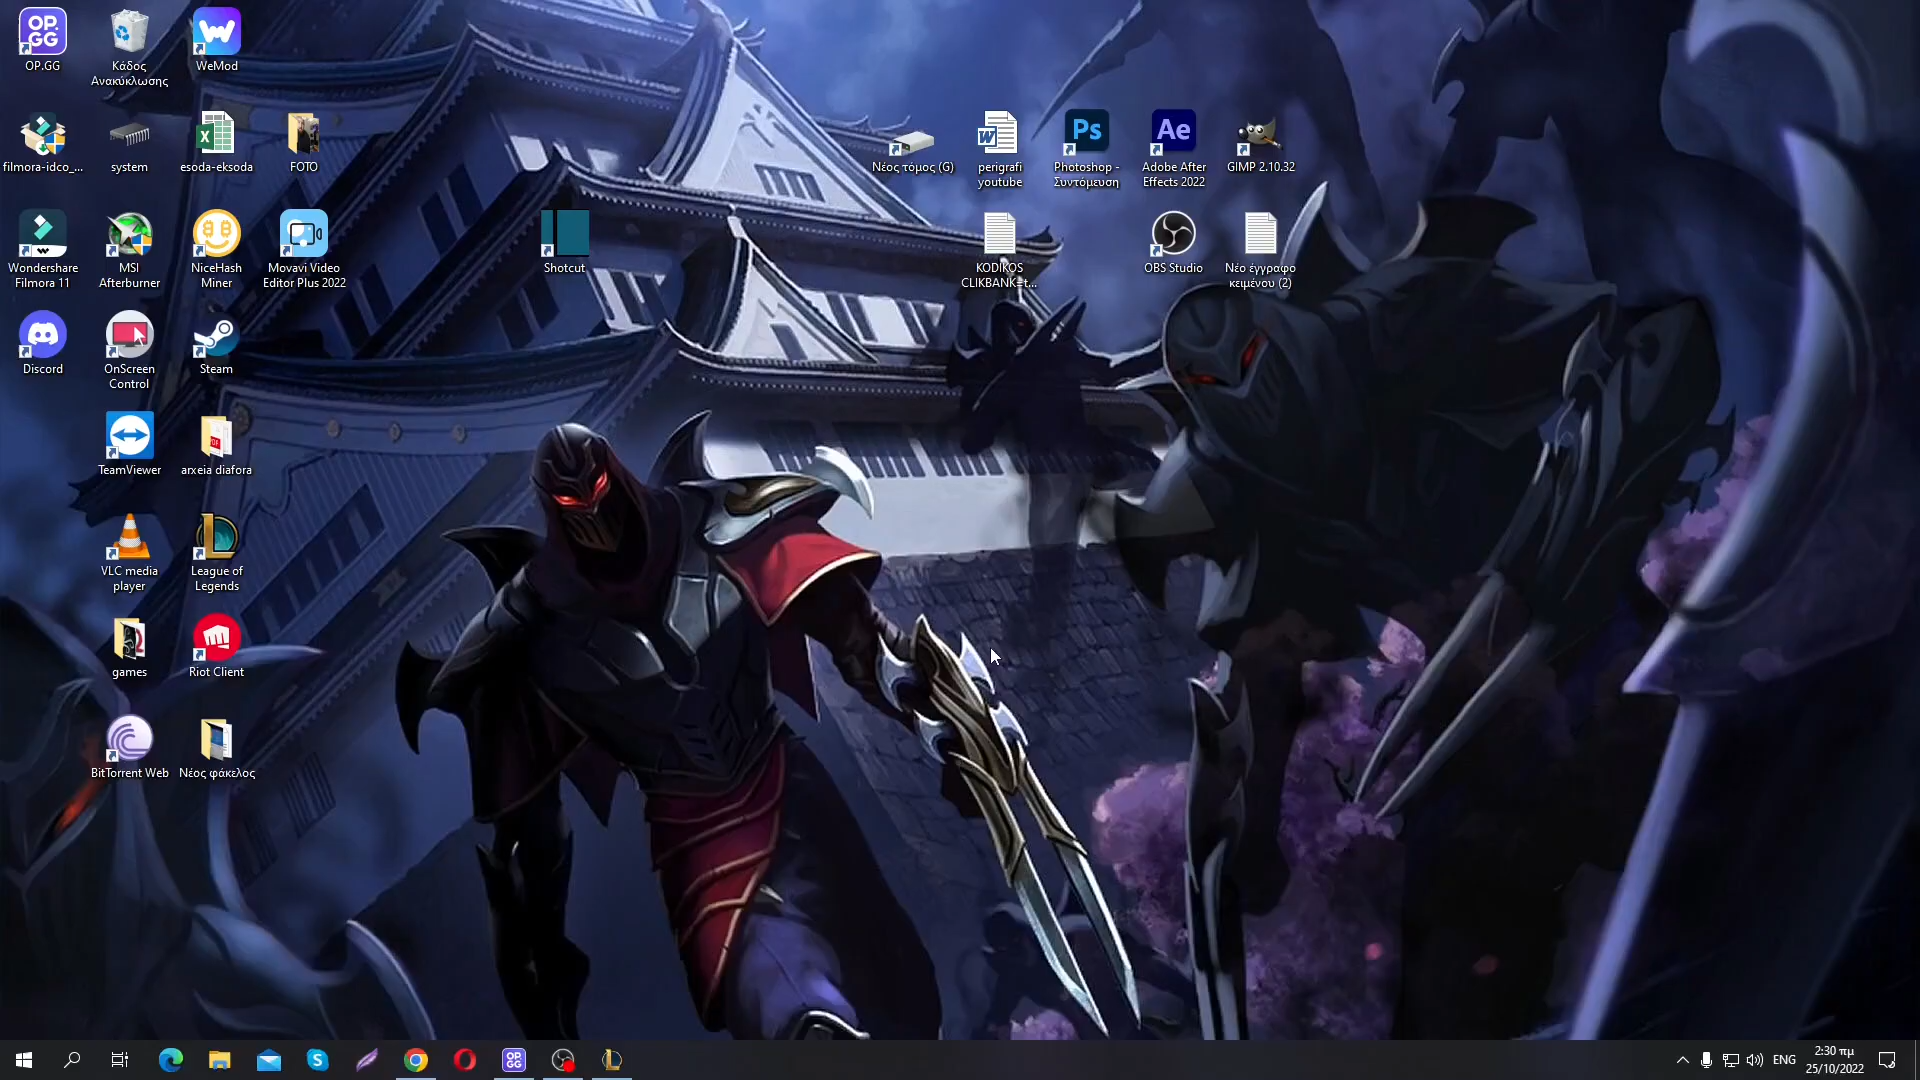 OP.GG
Κάδος
Ανακύκλωσης
WeMod
filmora-idco_...
system
esoda-eksoda
FOTO
Νέος τόμος (G)
perigrafi
youtube
Photoshop -
Συντόμευση
Adobe After
Effects 2022
GIMP 2.10.32
Wondershare
Filmora 11
MSI
Afterburner
NiceHash
Miner
Movavi Video
Editor Plus 2022
Shotcut
KODIKOS
CLIKBANK=t...
OBS Studio
Νέο έγγραφο
κειμένου (2)
Discord
OnScreen
Control
Steam
TeamViewer
arxeia diafora
VLC media
player
League of
Legends
games
Riot Client
BitTorrent Web
Νέος φάκελος
OP
GG
ENG
2:30 πμ
25/10/2022